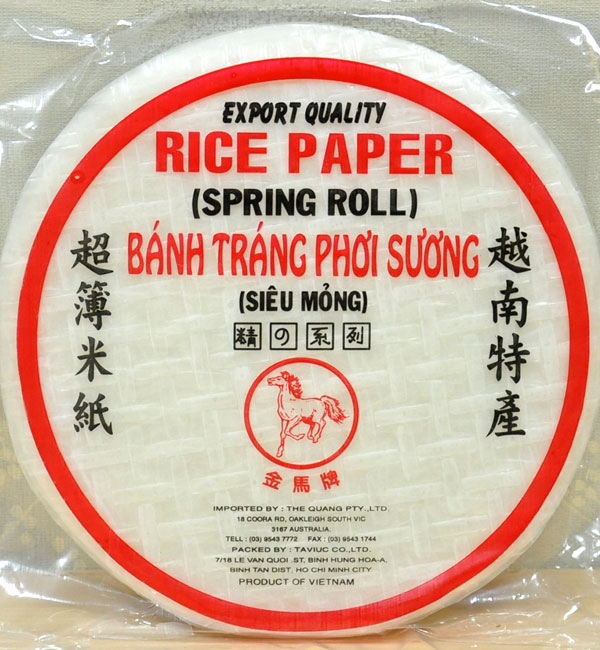 EXPORT QUALITY
RICE PAPER
(SPRING ROLL)
BÁNH TRÁNG PHƠI SƯƠNG
(SIÊU MỎNG)
超簿米紙
越南特產
精の系列
金馬牌
IMPORTED BY : THE QUANG PTY.,LTD.
18 COORA RD, OAKLEIGH SOUTH VIC
3167 AUSTRALIA.
TELL : (03) 9543 7772 FAX : (03) 9543 1744
PACKED BY : TAVIUC CO.,LTD.
7/18 LE VAN QUOI .ST, BINH HUNG HOA-A,
BINH TAN DIST, HO CHI MINH CITY
PRODUCT OF VIETNAM